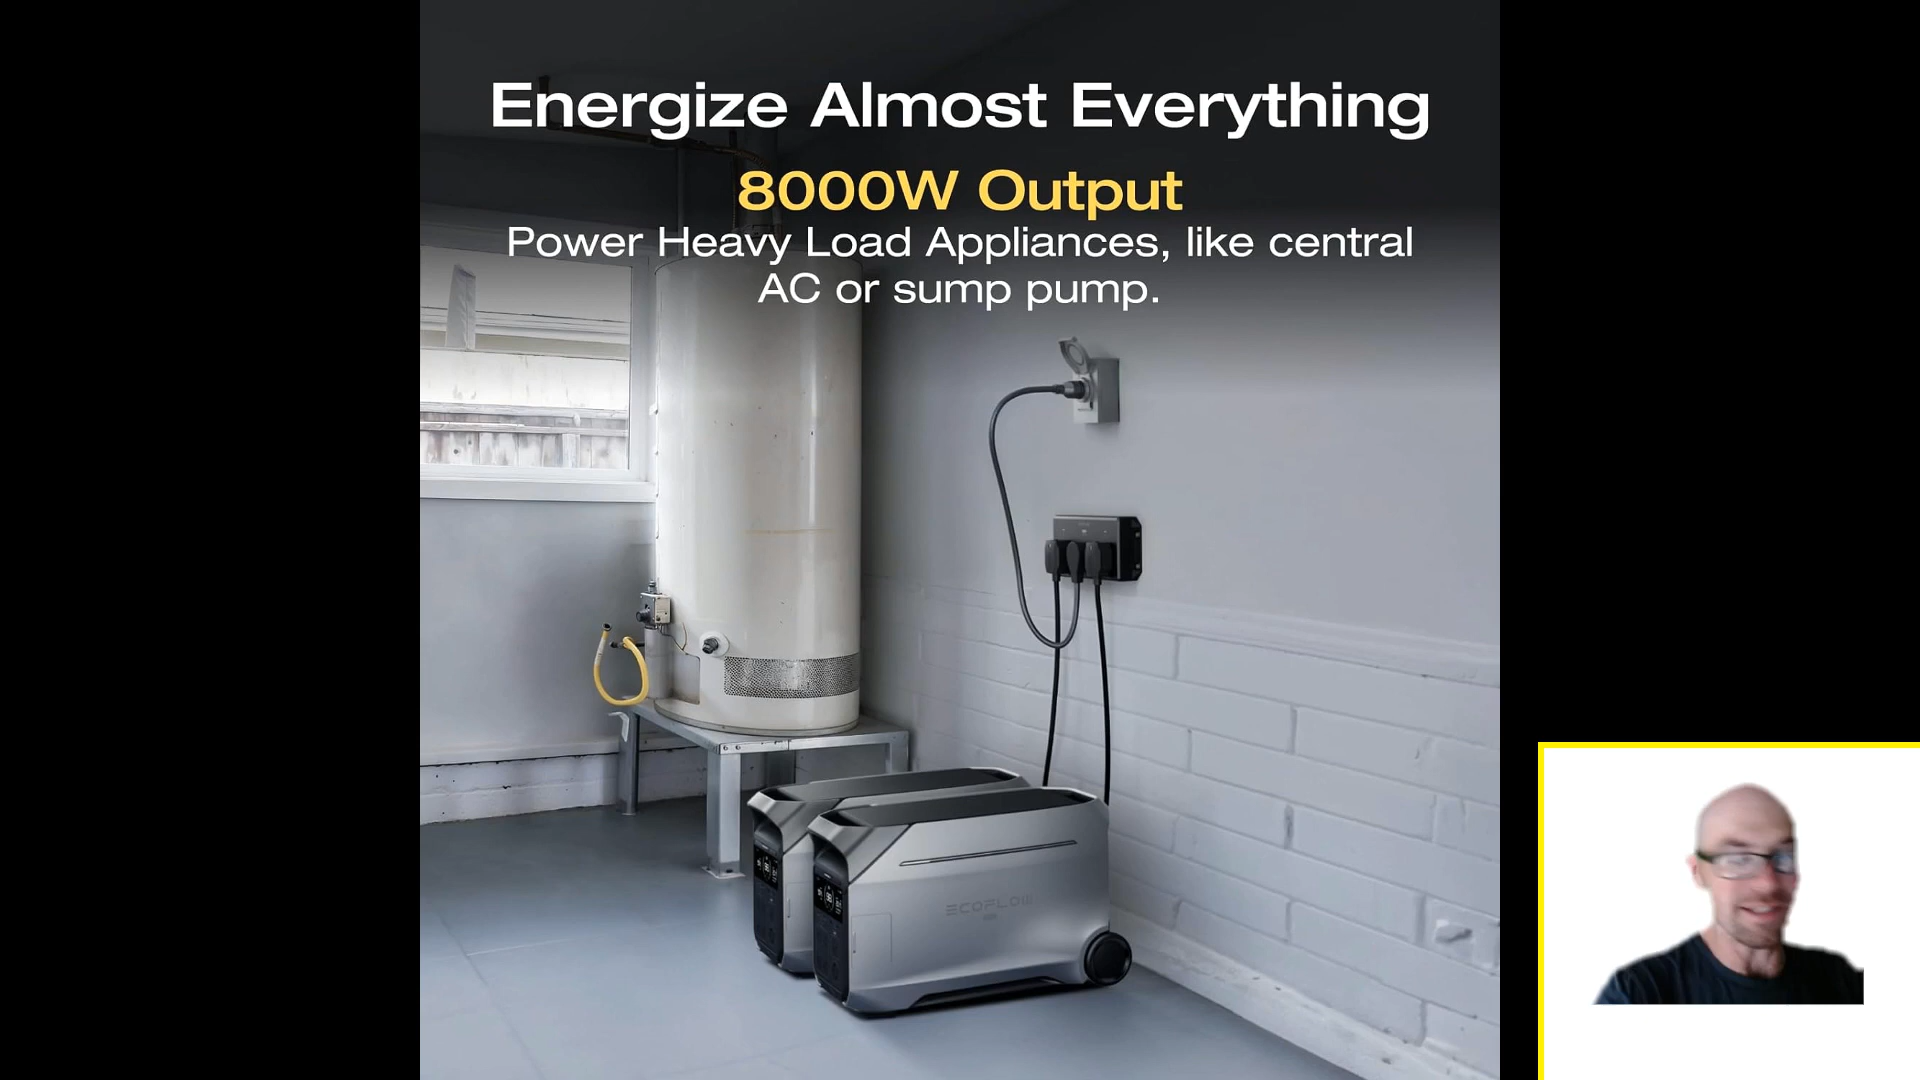 Energize Almost Everything
8000W Output
Power Heavy Load Appliances, like central
AC or sump pump.
ECOFLOW